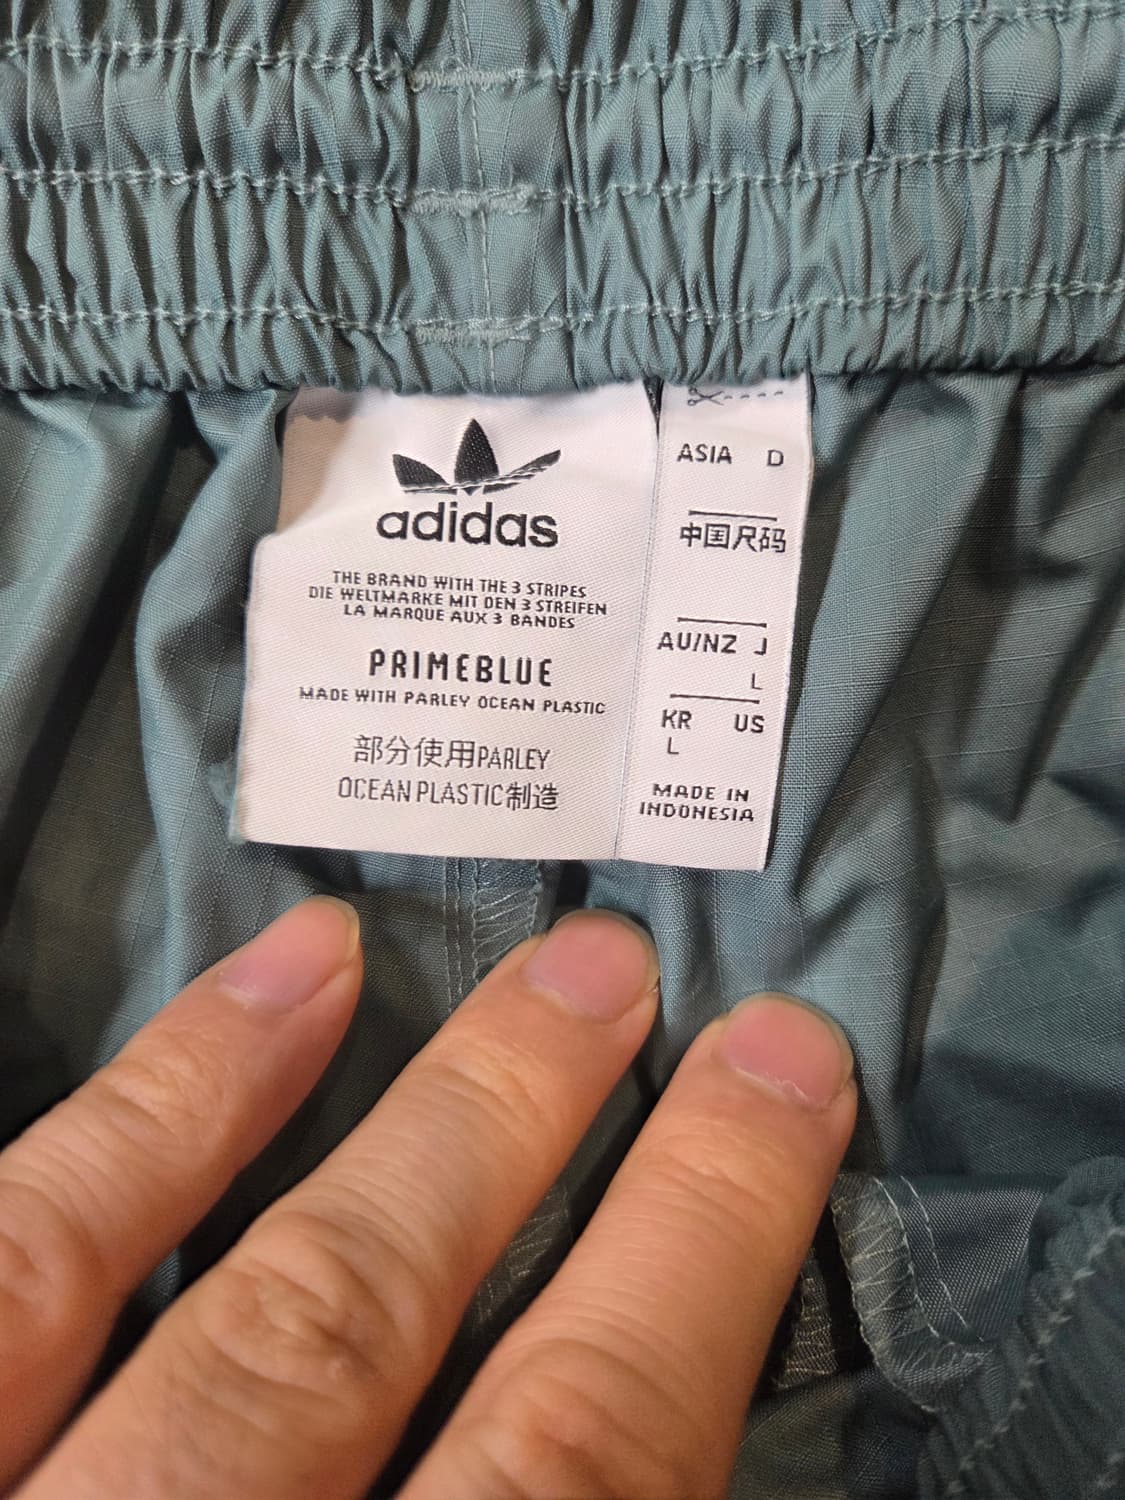 adidas
THE BRAND WITH THE 3 STRIPES
DIE WELTMARKE MIT DEN 3 STREIFEN
LA MARQUE AUX 3 BANDES
PRIMEBLUE
MADE WITH PARLEY OCEAN PLASTIC
部分使用PARLEY
OCEAN PLASTIC制造
ASIA D
中国尺码
AU/NZ J
L
KR US
L
MADE IN
INDONESIA